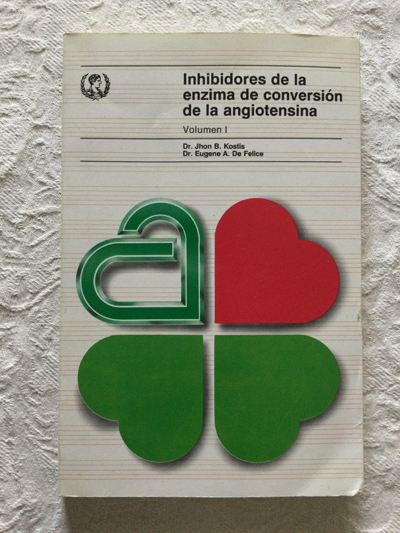 Inhibidores de la
enzima de conversión
de la angiotensina
Volumen I
Dr. Jhon B. Kostis
Dr. Eugene A. De Felice